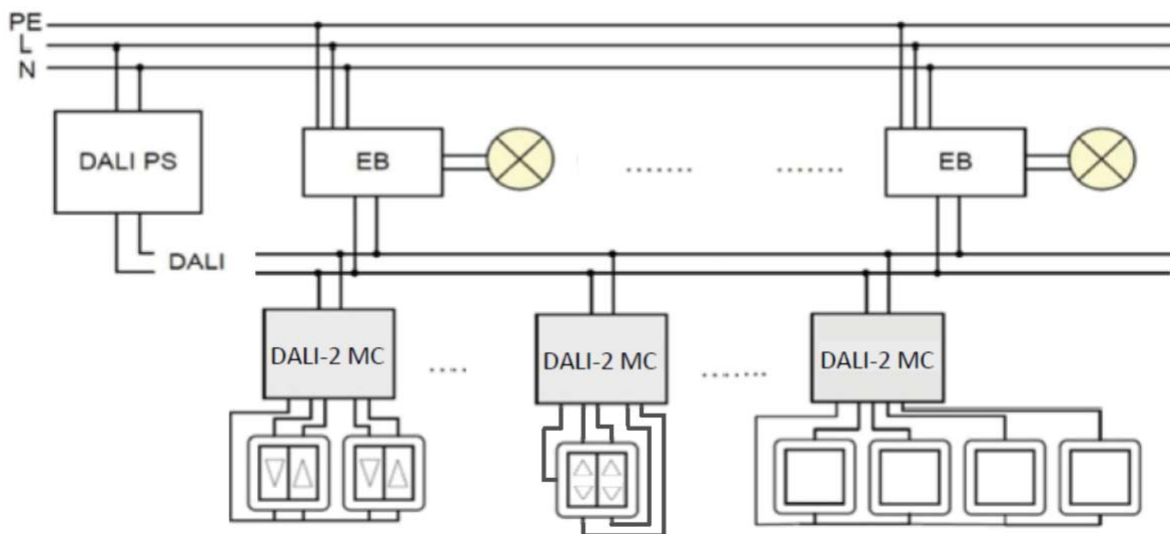 PE
L
N
DALI PS
EB
.......
.......
EB
DALI
DALI-2 MC
....
DALI-2 MC
.......
DALI-2 MC